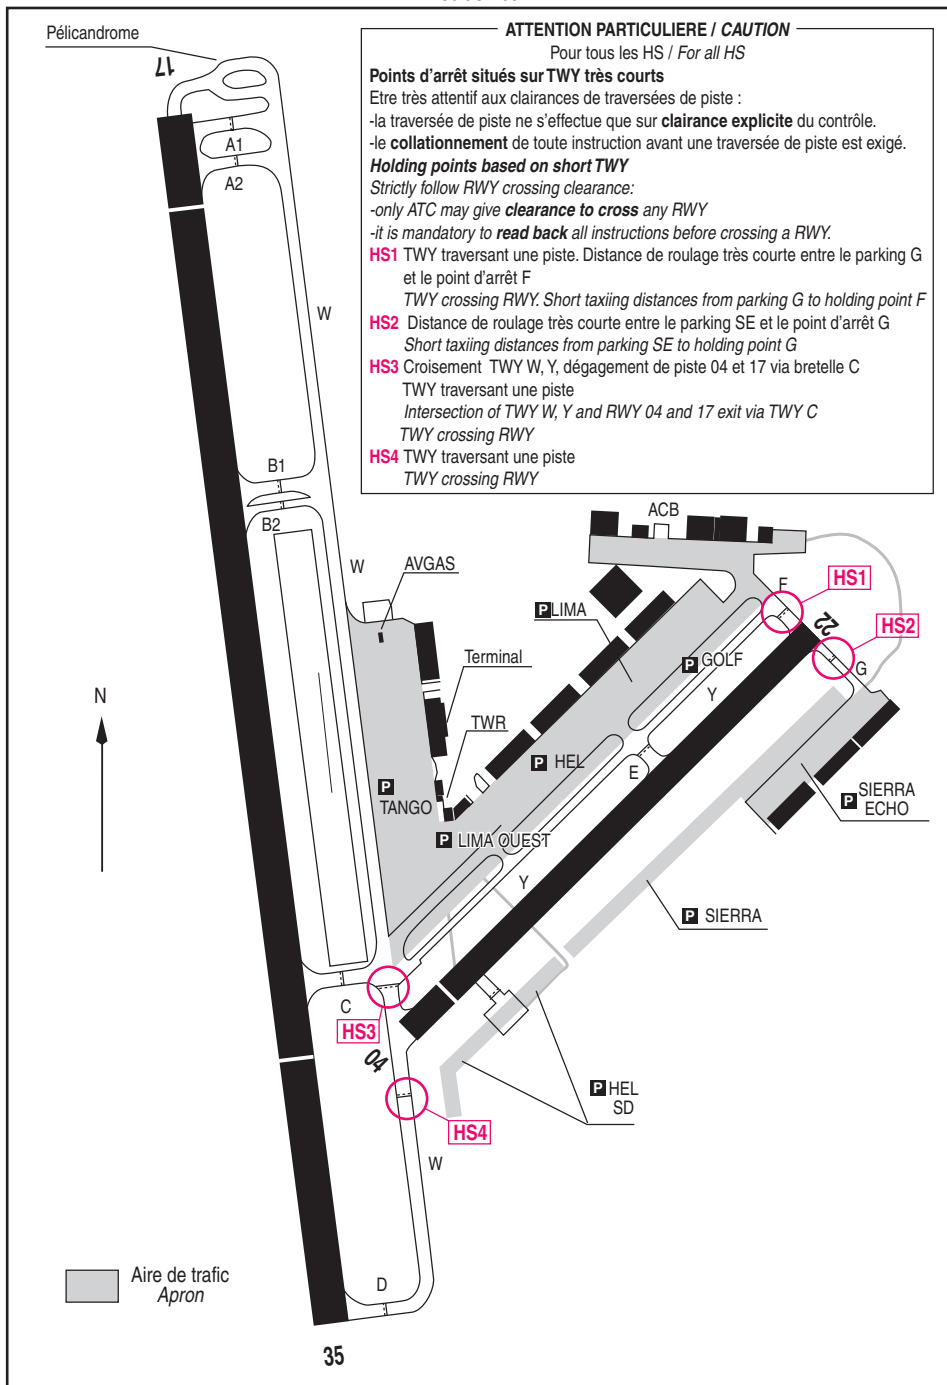 ATTENTION PARTICULIERE / CAUTION
Pour tous les HS / For all HS
Points d'arrêt situés sur TWY très courts
Etre très attentif aux clairances de traversées de piste :
-la traversée de piste ne s'effectue que sur clairance explicite du contrôle.
-le collationnement de toute instruction avant une traversée de piste est exigé.
Holding points based on short TWY
Strictly follow RWY crossing clearance:
-only ATC may give clearance to cross any RWY
-it is mandatory to read back all instructions before crossing a RWY.
HS1 TWY traversant une piste. Distance de roulage très courte entre le parking G
et le point d'arrêt F
TWY crossing RWY. Short taxiing distances from parking G to holding point F
HS2 Distance de roulage très courte entre le parking SE et le point d'arrêt G
Short taxiing distances from parking SE to holding point G
HS3 Croisement TWY W, Y, dégagement de piste 04 et 17 via bretelle C
TWY traversant une piste
Intersection of TWY W, Y and RWY 04 and 17 exit via TWY C
TWY crossing RWY
HS4 TWY traversant une piste
TWY crossing RWY
Pélicandrome
17
A1
A2
W
B1
B2
W
ACB
AVGAS
F
HS1
P LIMA
22
HS2
Terminal
P GOLF
G
Y
N
TWR
P HEL
E
P
TANGO
P SIERRA
ECHO
P LIMA OUEST
Y
P SIERRA
C
HS3
04
P HEL
SD
HS4
W
Aire de trafic
Apron
D
35